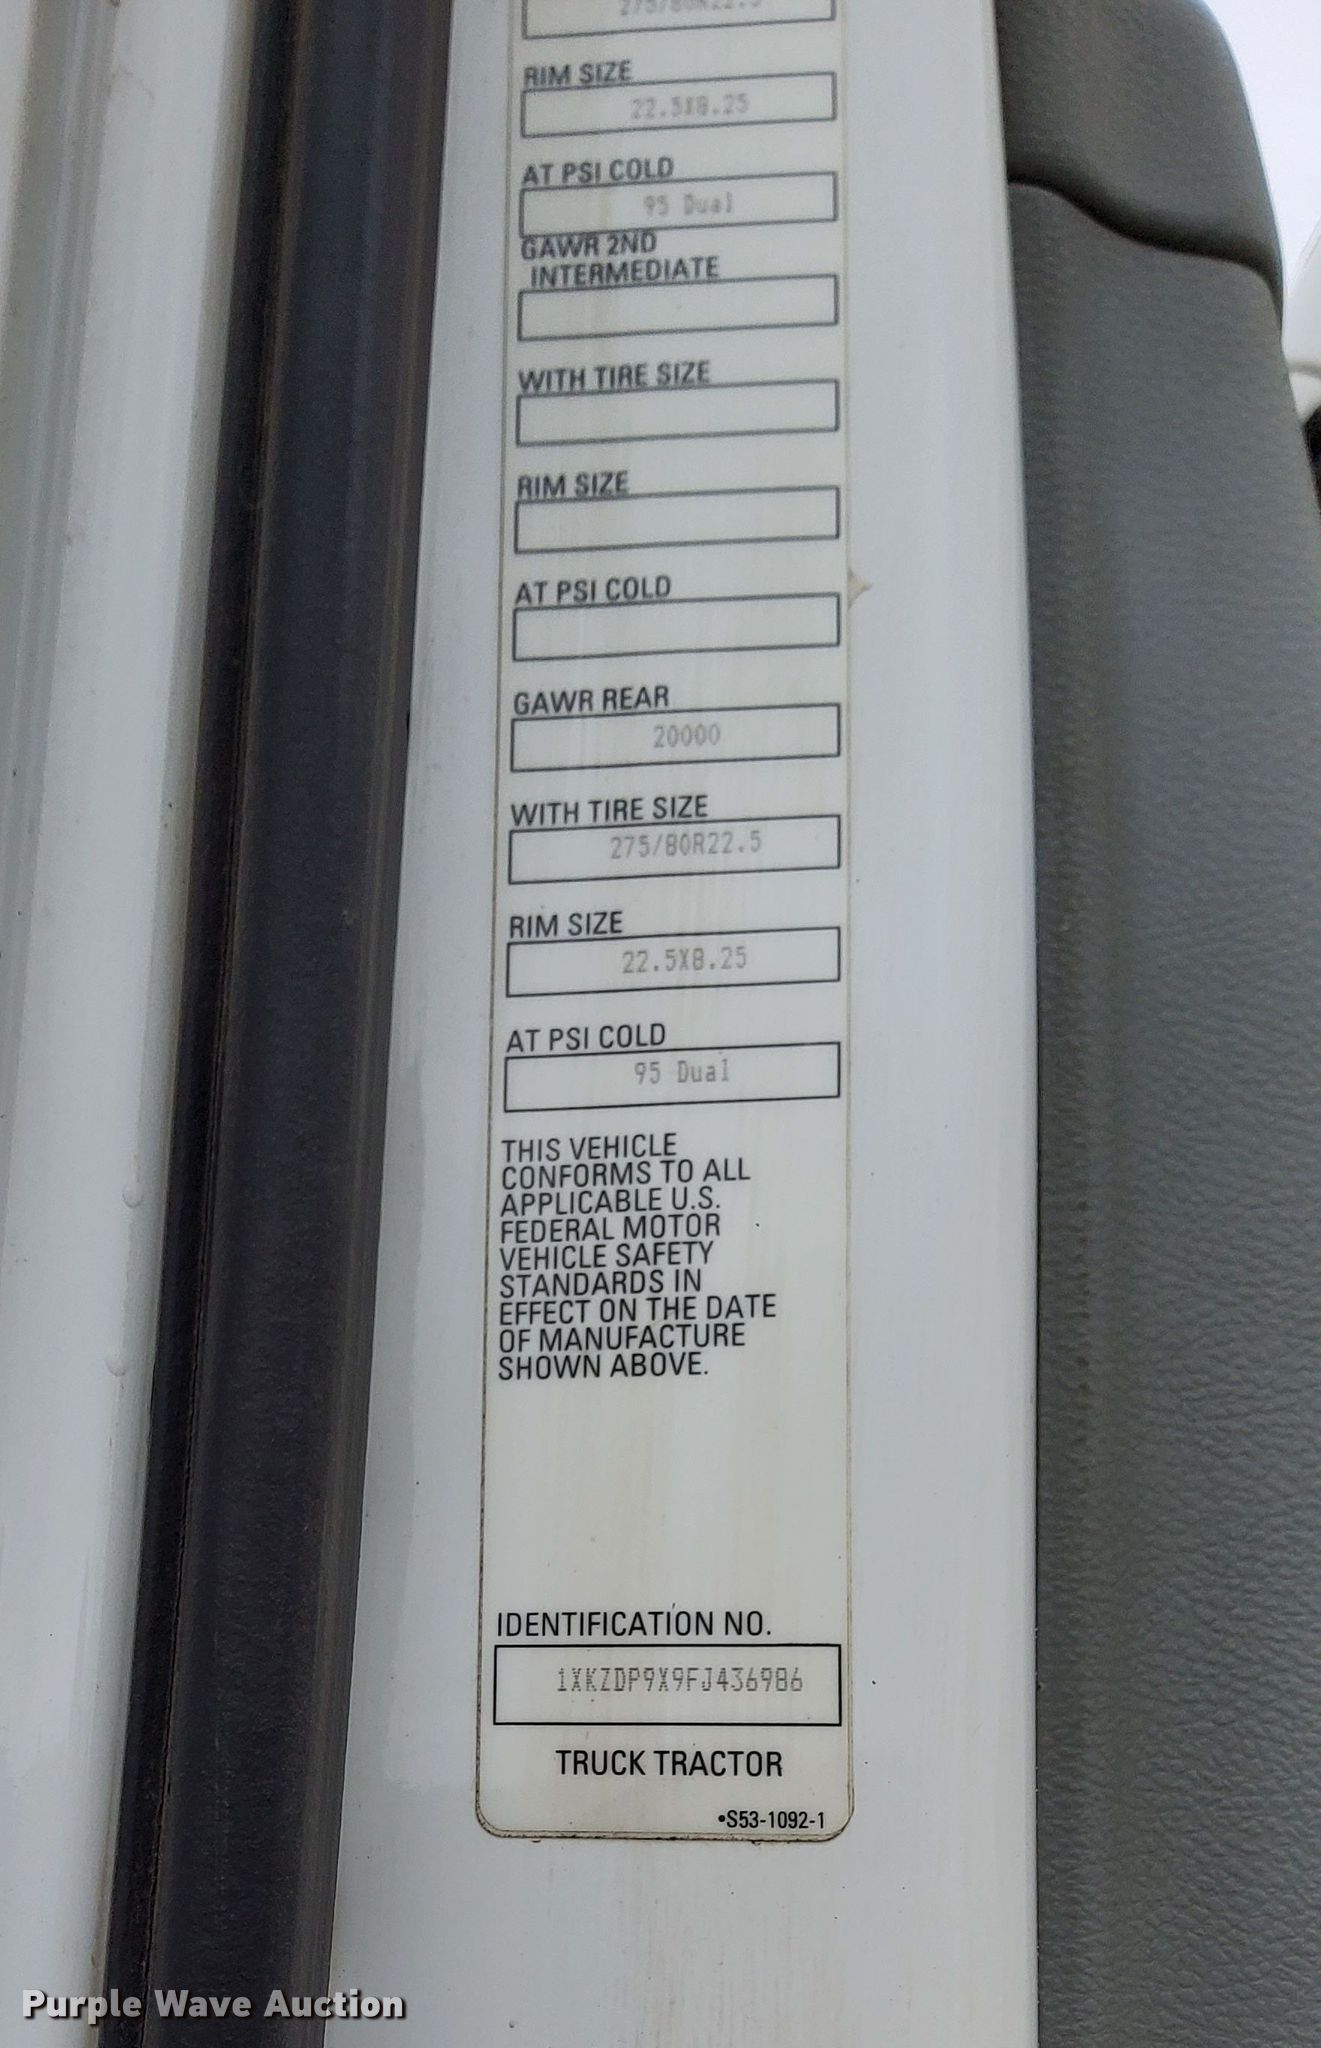 275/80R22.5
RIM SIZE
22.5X8.25
AT PSI COLD
95 Dual
GAWR 2ND
INTERMEDIATE
WITH TIRE SIZE
RIM SIZE
AT PSI COLD
GAWR REAR
20000
WITH TIRE SIZE
275/80R22.5
RIM SIZE
22.5X8.25
AT PSI COLD
95 Dual
THIS VEHICLE
CONFORMS TO ALL
APPLICABLE U.S.
FEDERAL MOTOR
VEHICLE SAFETY
STANDARDS IN
EFFECT ON THE DATE
OF MANUFACTURE
SHOWN ABOVE.
IDENTIFICATION NO.
1XKZDP9X9FJ436986
TRUCK TRACTOR
•S53-1092-1
Purple Wave Auction